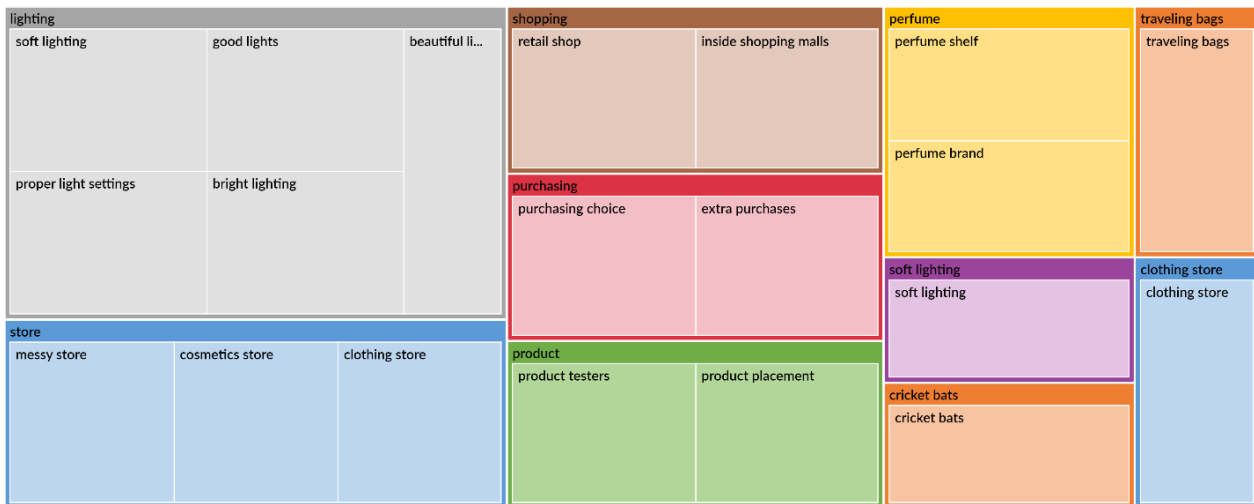 lighting
soft lighting
good lights
beautiful li...
proper light settings
bright lighting
store
messy store
cosmetics store
clothing store
shopping
retail shop
inside shopping malls
purchasing
purchasing choice
extra purchases
product
product testers
product placement
perfume
perfume shelf
perfume brand
soft lighting
soft lighting
cricket bats
cricket bats
traveling bags
traveling bags
clothing store
clothing store